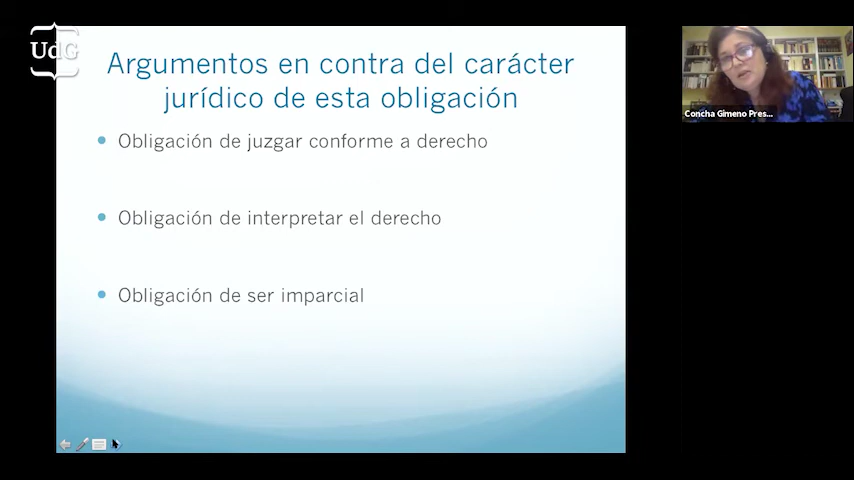 UdG
Argumentos en contra del carácter
jurídico de esta obligación
Obligación de juzgar conforme a derecho
Obligación de interpretar el derecho
Obligación de ser imparcial
Concha Gimeno Pres...